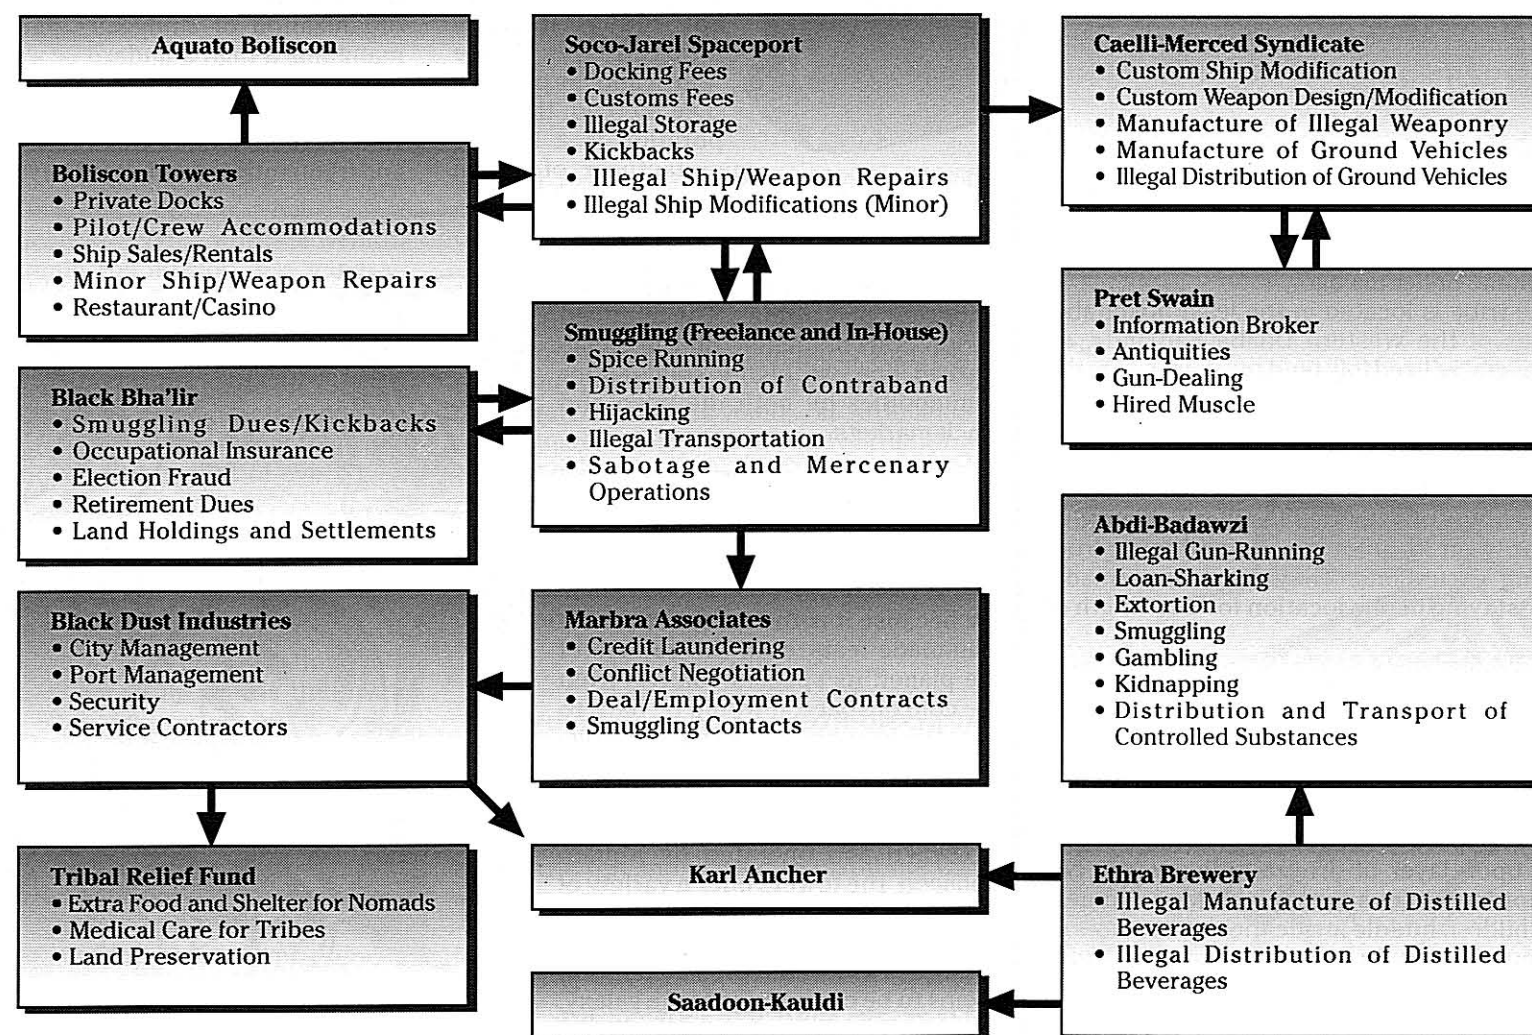 Aquato Boliscon
Boliscon Towers
• Private Docks
• Pilot/Crew Accommodations
• Ship Sales/Rentals
• Minor Ship/Weapon Repairs
• Restaurant/Casino
Black Bha'lir
• Smuggling Dues/Kickbacks
• Occupational Insurance
• Election Fraud
• Retirement Dues
• Land Holdings and Settlements
Black Dust Industries
• City Management
• Port Management
• Security
• Service Contractors
Tribal Relief Fund
• Extra Food and Shelter for Nomads
• Medical Care for Tribes
• Land Preservation
Soco-Jarel Spaceport
• Docking Fees
• Customs Fees
• Illegal Storage
• Kickbacks
• Illegal Ship/Weapon Repairs
• Illegal Ship Modifications (Minor)
Smuggling (Freelance and In-House)
• Spice Running
• Distribution of Contraband
• Hijacking
• Illegal Transportation
• Sabotage and Mercenary
Operations
Marbra Associates
• Credit Laundering
• Conflict Negotiation
• Deal/Employment Contracts
• Smuggling Contacts
Karl Ancher
Saadoon-Kauldi
Caelli-Merced Syndicate
• Custom Ship Modification
• Custom Weapon Design/Modification
• Manufacture of Illegal Weaponry
• Manufacture of Ground Vehicles
• Illegal Distribution of Ground Vehicles
Pret Swain
• Information Broker
• Antiquities
• Gun-Dealing
• Hired Muscle
Abdi-Badawzi
• Illegal Gun-Running
• Loan-Sharking
• Extortion
• Smuggling
• Gambling
• Kidnapping
• Distribution and Transport of
Controlled Substances
Ethra Brewery
• Illegal Manufacture of Distilled
Beverages
• Illegal Distribution of Distilled
Beverages